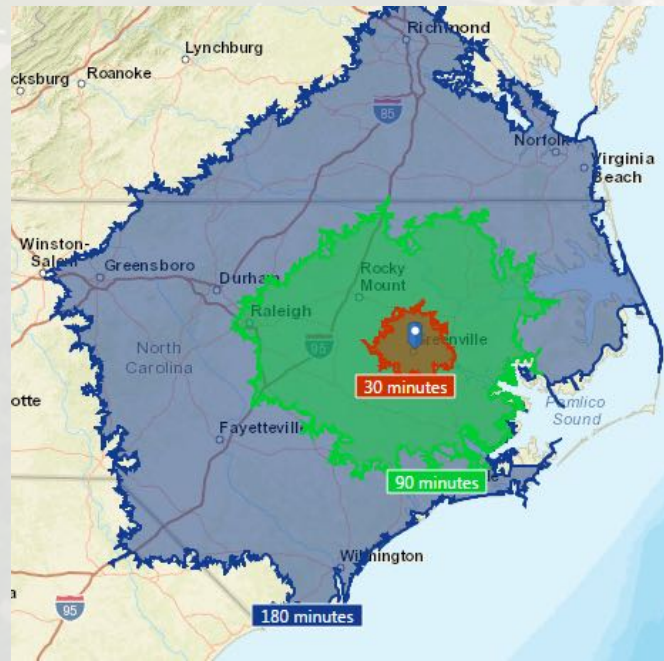 Richmond
Lynchburg
cksburg
Roanoke
85
Norfolk
Virginia
Beach
Winston-
Salem
Greensboro
Durham
Rocky
Mount
Raleigh
95
Greenville
North
Carolina
30 minutes
otte
Pamlico
Sound
Fayetteville
90 minutes
le
Wilmington
a
95
180 minutes